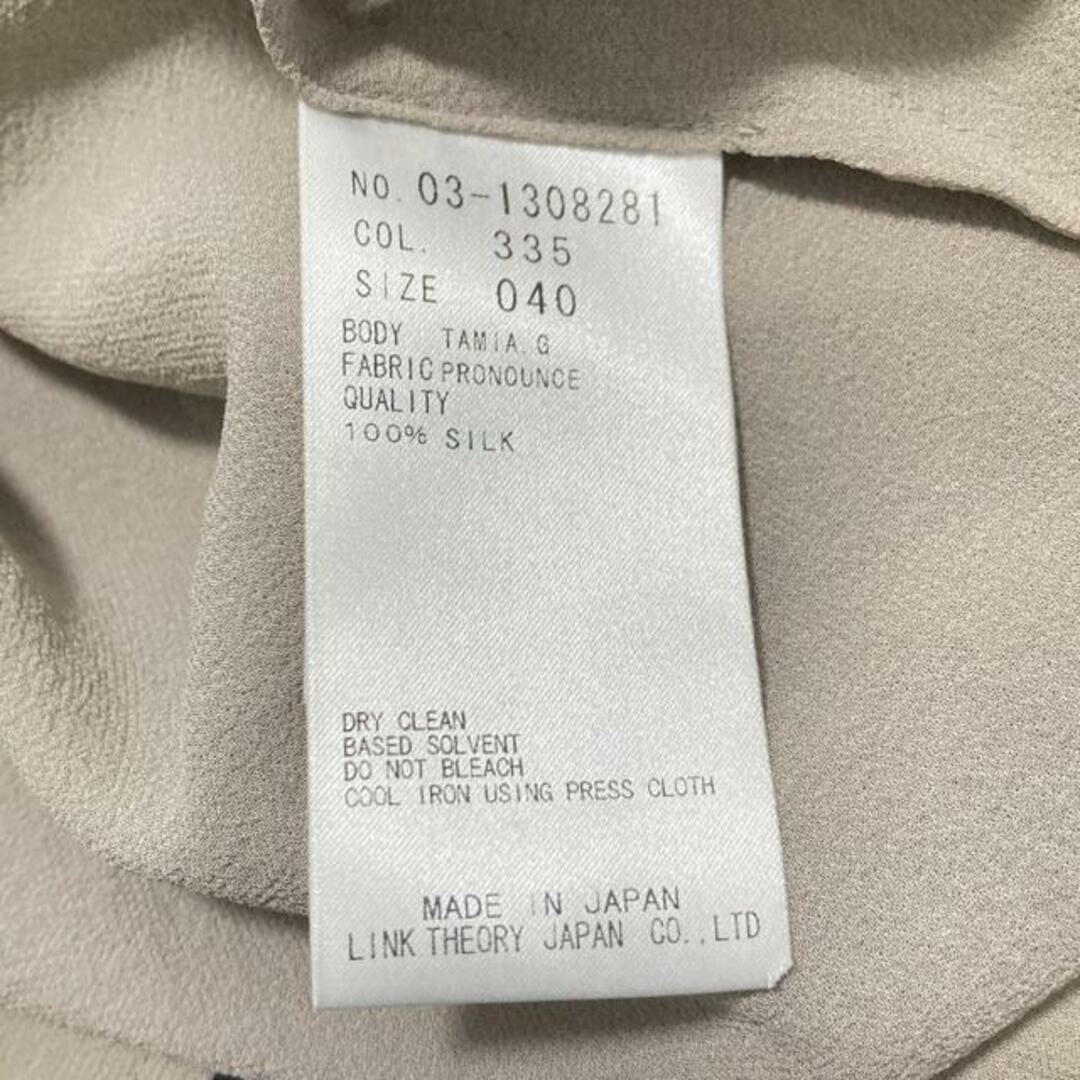 NO. 03-1308281
COL. 335
SIZE 040
BODY TAMIA.G
FABRIC PRONOUNCE
QUALITY
100% SILK
DRY CLEAN
BASED SOLVENT
DO NOT BLEACH
COOL IRON USING PRESS CLOTH
MADE IN JAPAN
LINK THEORY JAPAN CO.,LTD